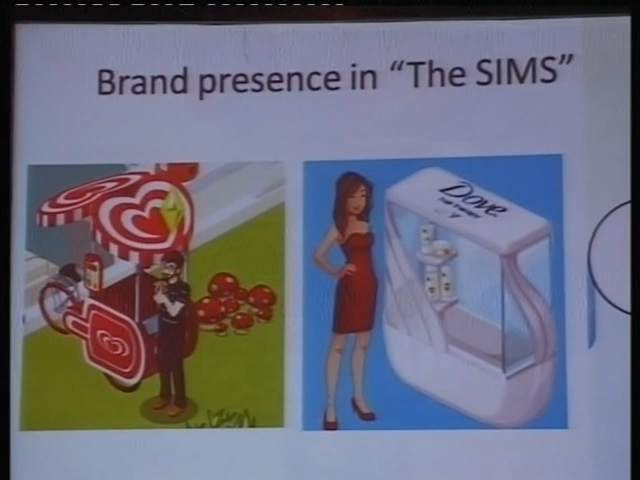 Brand presence in “The SIMS”
Dove